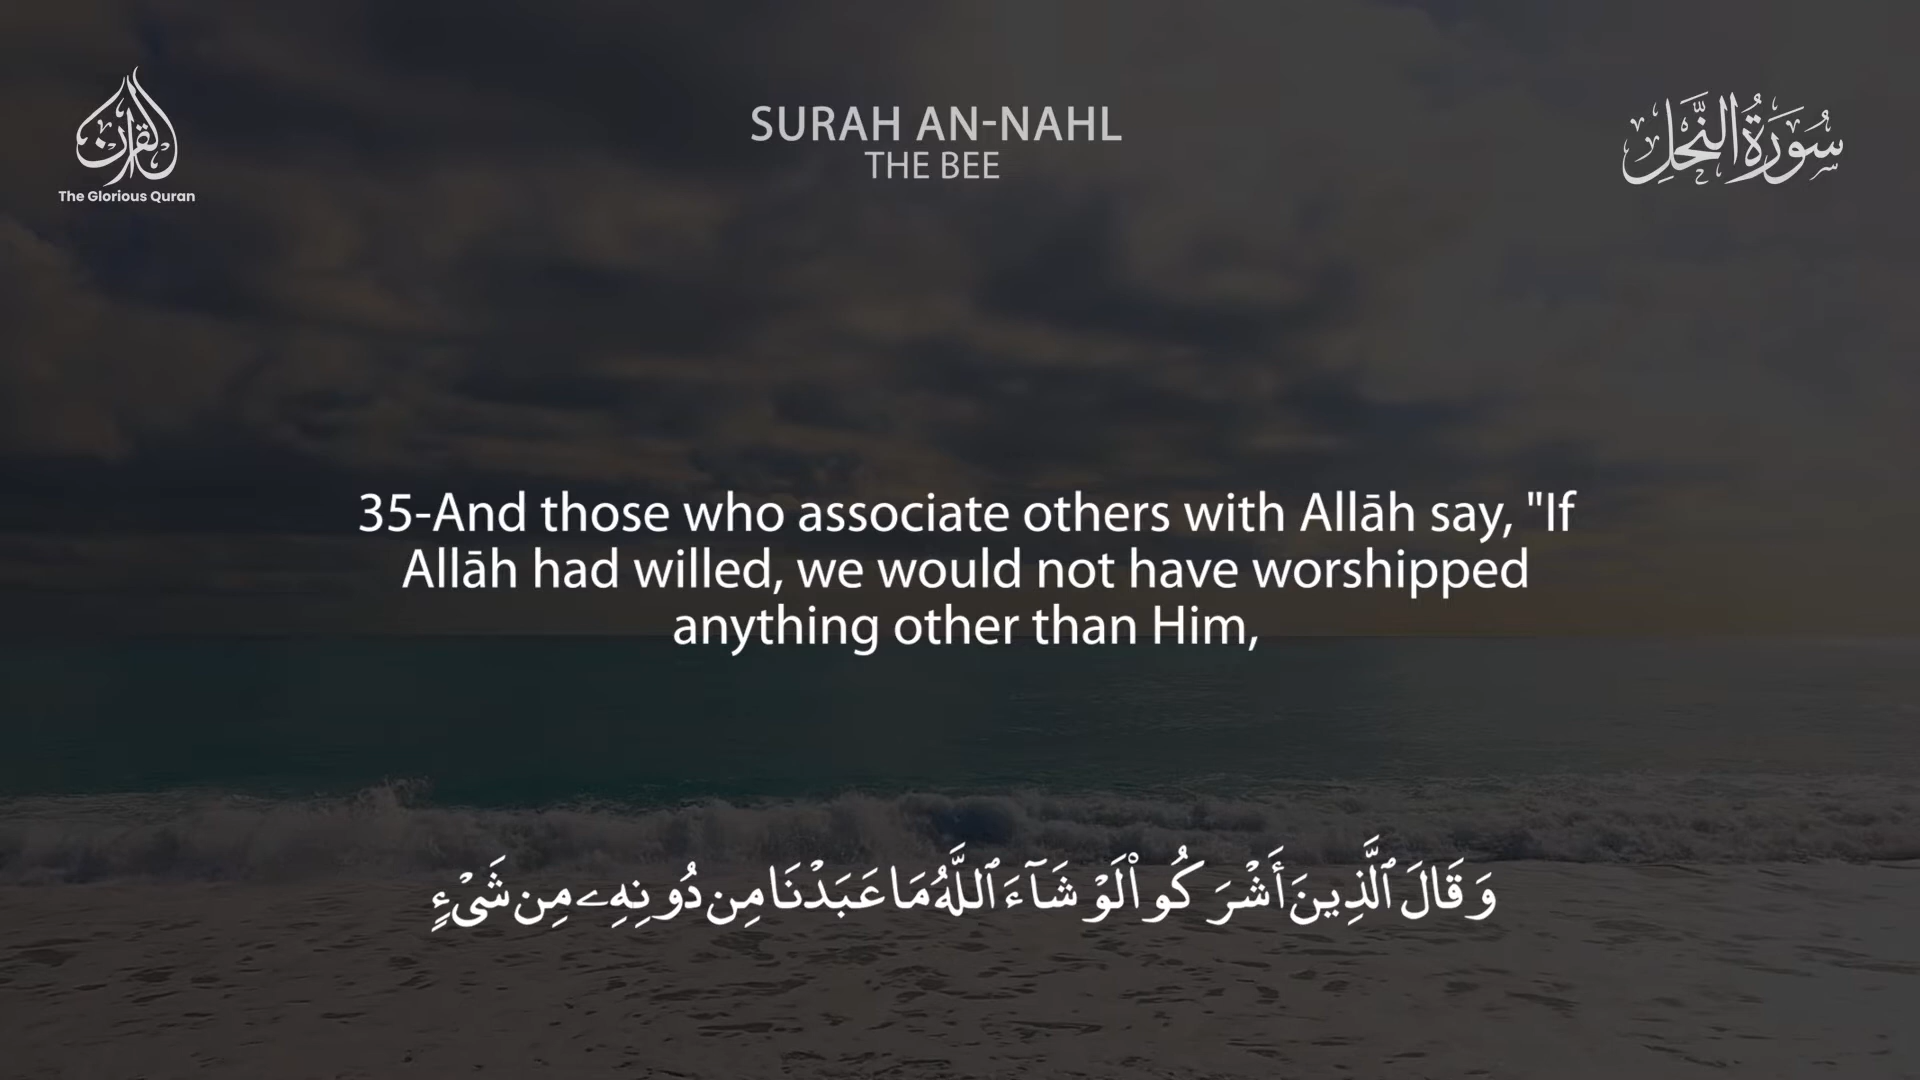 القرآن
The Glorious Quran
SURAH AN-NAHL
THE BEE
سُورَةُ النَّحْلِ
35-And those who associate others with Allāh say, "If
Allāh had willed, we would not have worshipped
anything other than Him,
وَقَالَ ٱلَّذِينَ أَشْرَكُوا۟ لَوْ شَآءَ ٱللَّهُ مَا عَبَدْنَا مِن دُونِهِۦ مِن شَىْءٍ